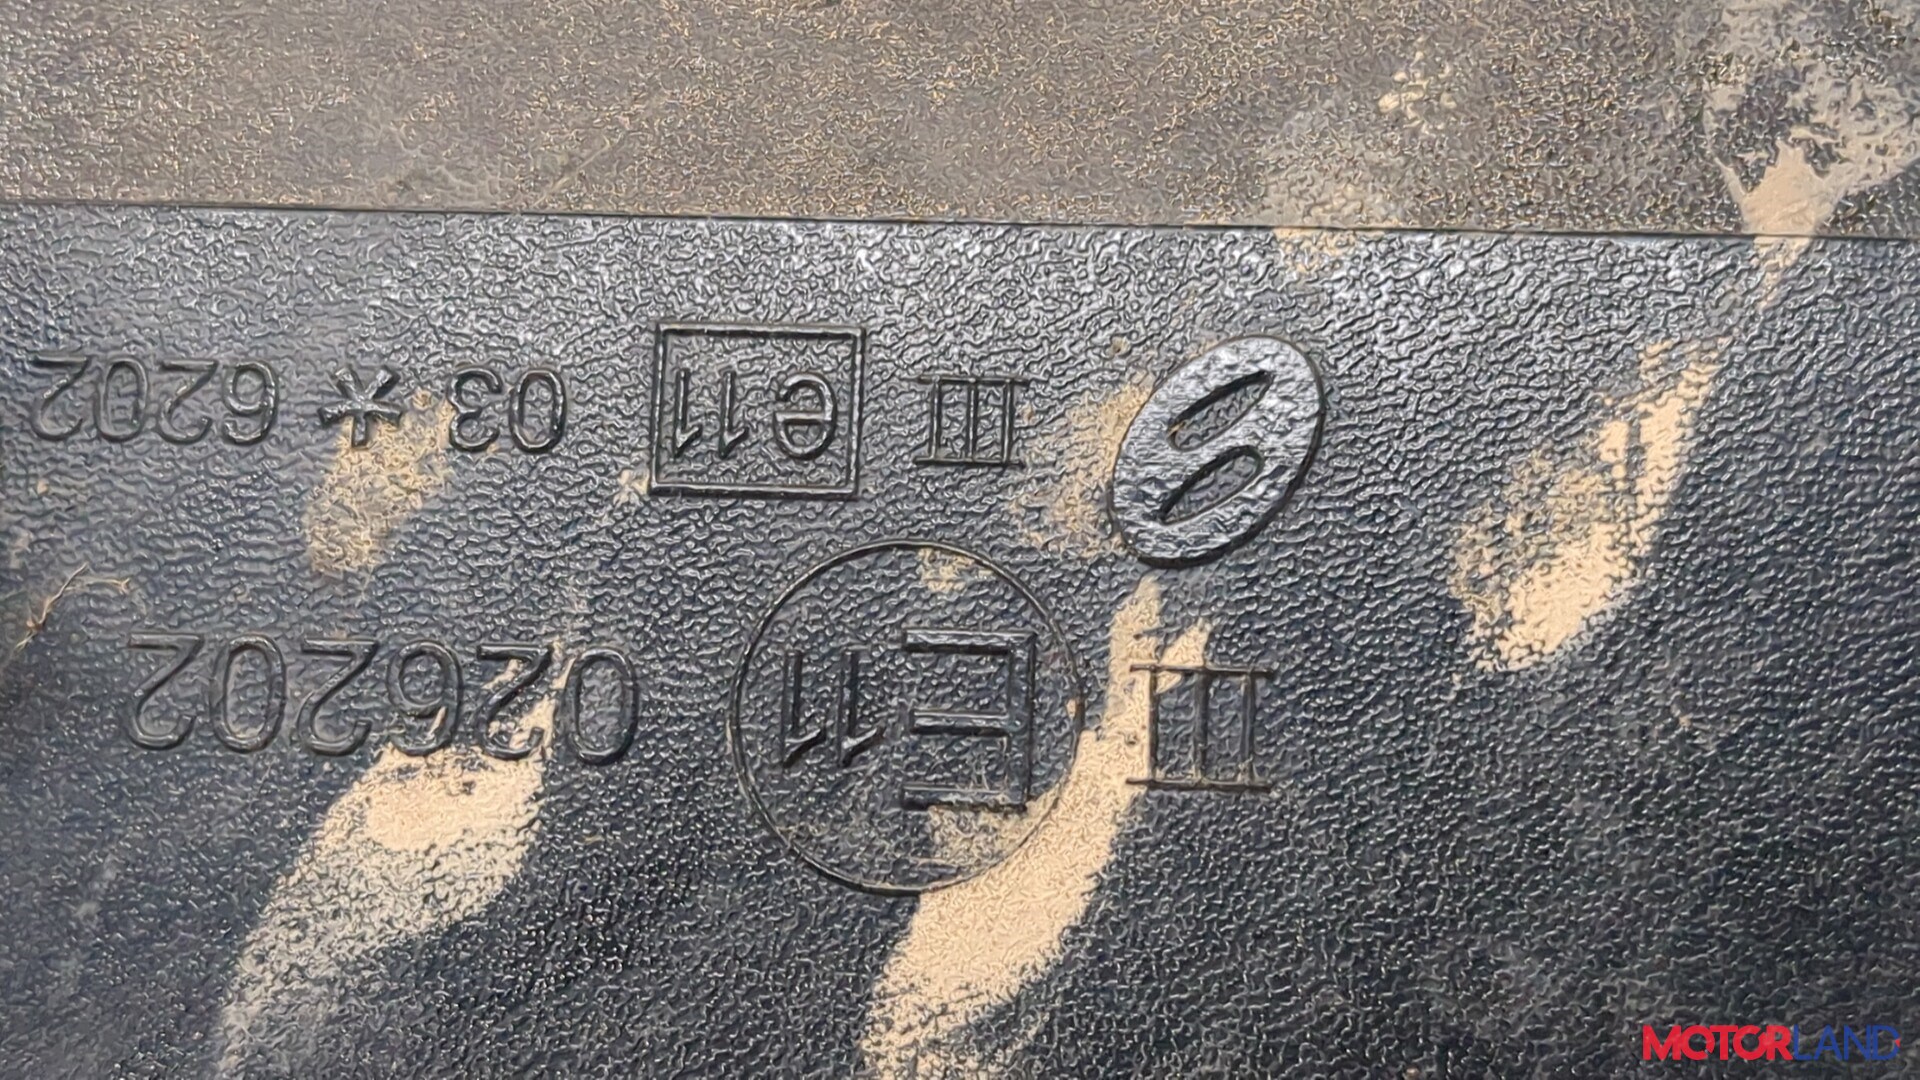 III E11 026202
III e11 03 * 6202
MOTORLAND